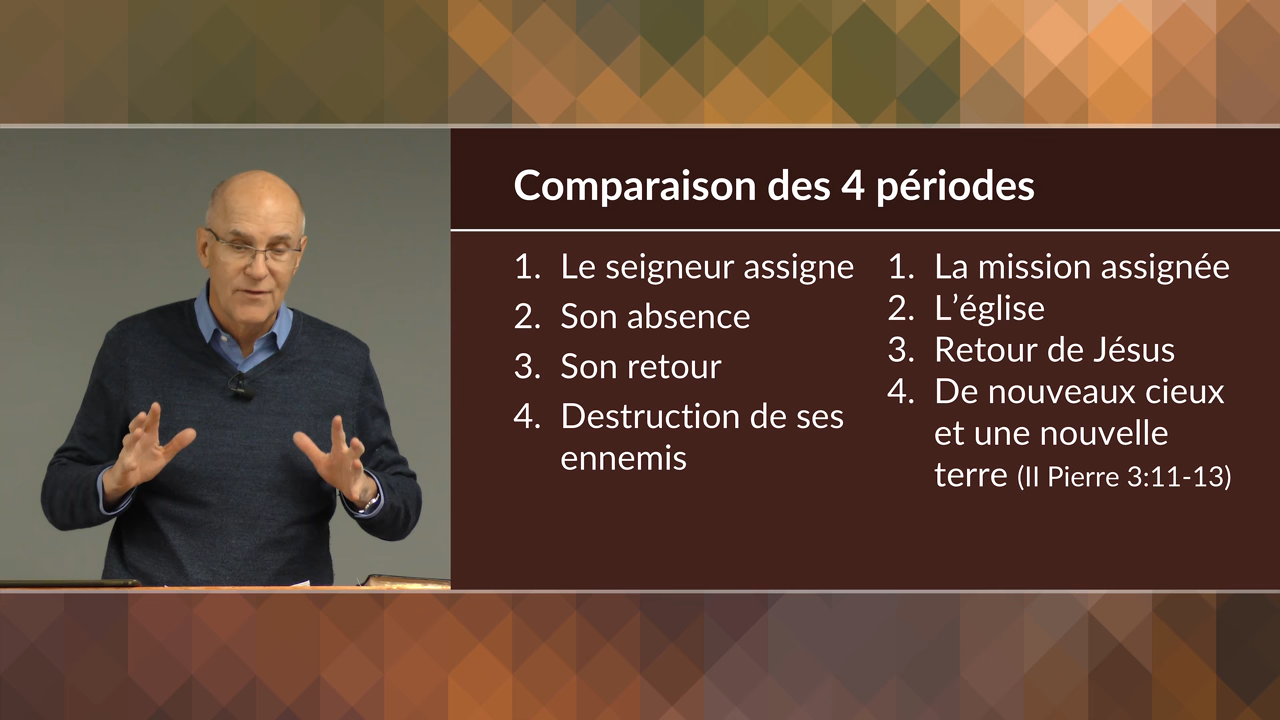 Comparaison des 4 périodes
1. Le seigneur assigne
2. Son absence
3. Son retour
4. Destruction de ses
ennemis
1. La mission assignée
2. L’église
3. Retour de Jésus
4. De nouveaux cieux
et une nouvelle
terre (II Pierre 3:11-13)